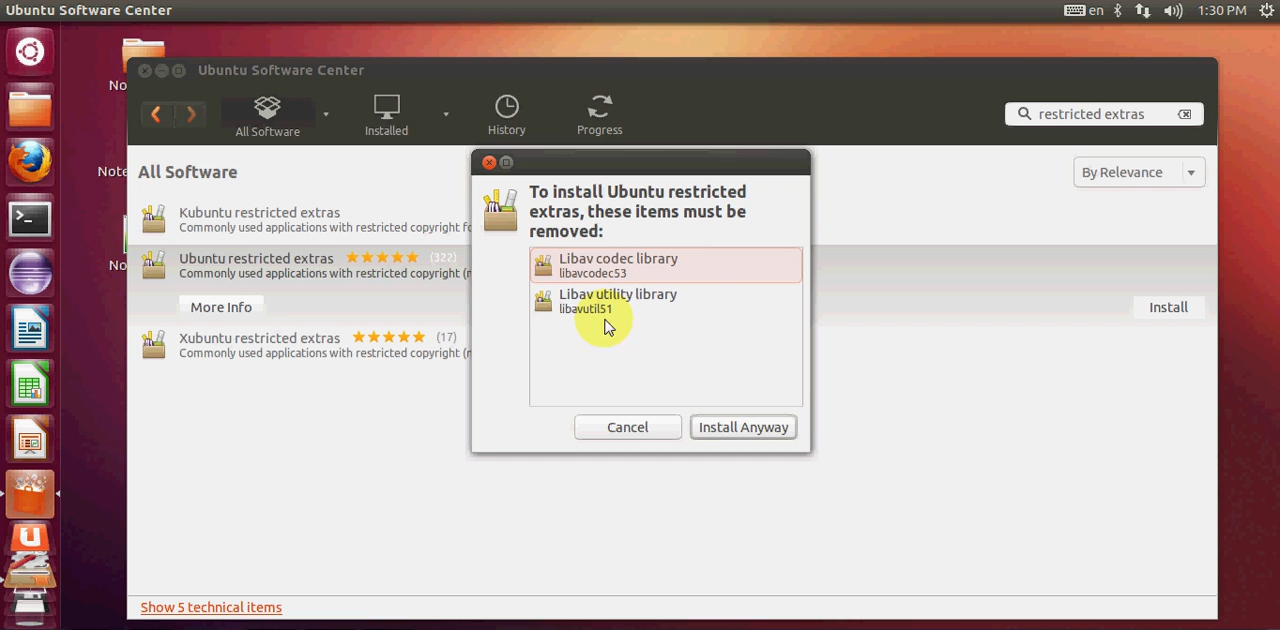 Ubuntu Software Center
en
1:30 PM
No
Note
No
Ubuntu Software Center
All Software
Installed
History
Progress
restricted extras
All Software
By Relevance
Kubuntu restricted extras
Commonly used applications with restricted copyright fo
Ubuntu restricted extras (322)
Commonly used applications with restricted copyright (m
More Info
Install
Xubuntu restricted extras (17)
Commonly used applications with restricted copyright (m
To install Ubuntu restricted
extras, these items must be
removed:
Libav codec library
libavcodec53
Libav utility library
libavutil51
Cancel
Install Anyway
Show 5 technical items